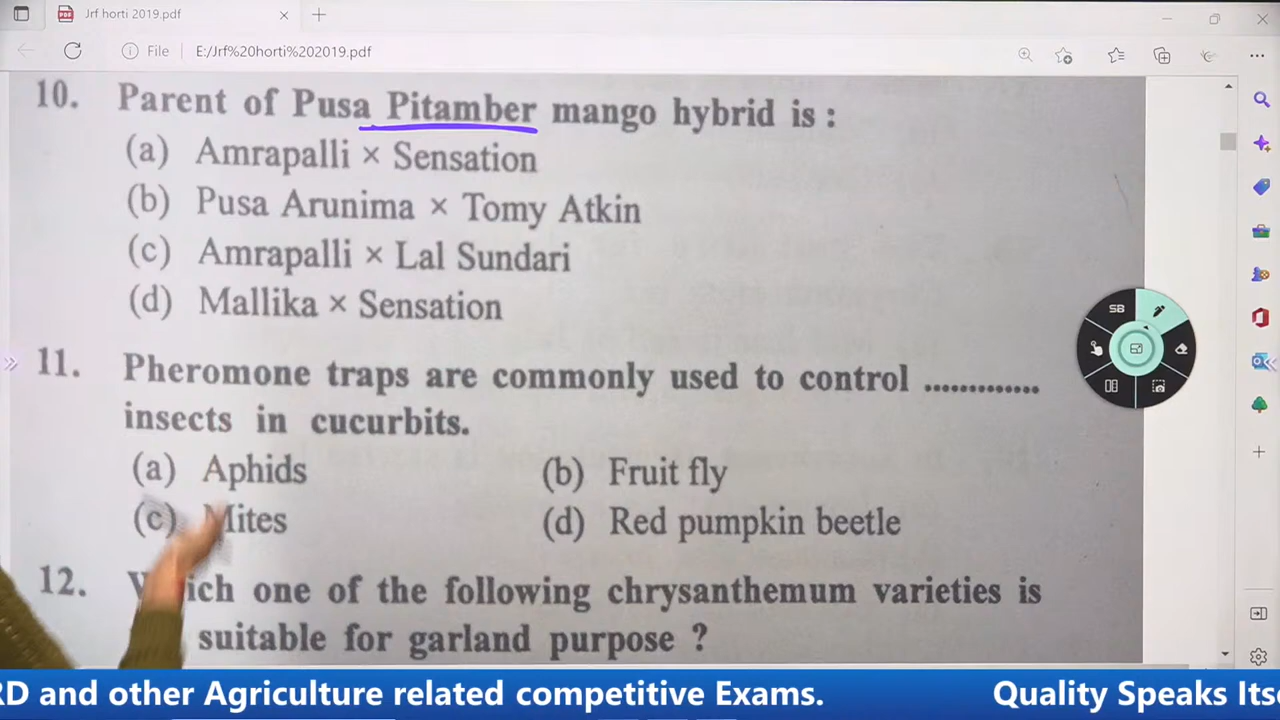 Jrf horti 2019.pdf
File E:/Jrf%20horti%202019.pdf
10. Parent of Pusa Pitamber mango hybrid is :
(a) Amrapalli × Sensation
(b) Pusa Arunima × Tomy Atkin
(c) Amrapalli × Lal Sundari
(d) Mallika × Sensation
11. Pheromone traps are commonly used to control .............
insects in cucurbits.
(a) Aphids (b) Fruit fly
(c) Mites (d) Red pumpkin beetle
12. Which one of the following chrysanthemum varieties is
suitable for garland purpose ?
SB
RD and other Agriculture related competitive Exams. Quality Speaks Itse